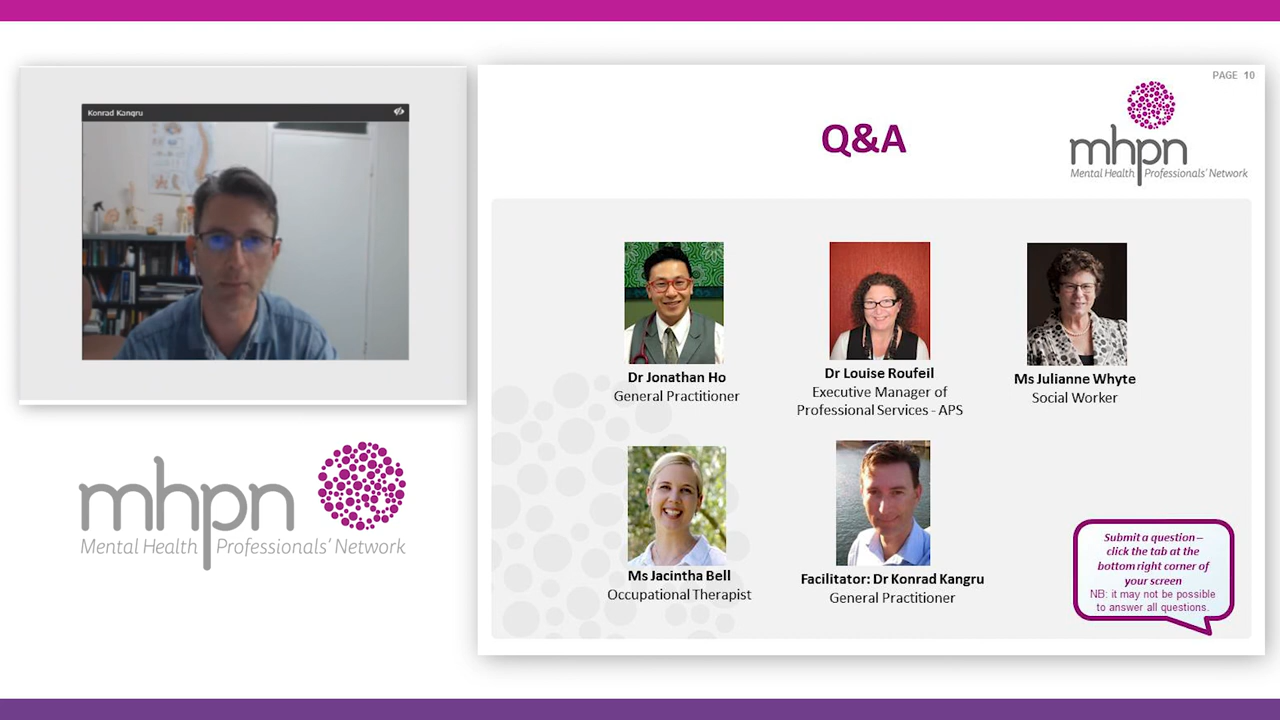 Konrad Kangru
mhpn
Mental Health Professionals' Network
PAGE 10
Q&A
mhpn
Mental Health Professionals' Network
Dr Jonathan Ho
General Practitioner
Dr Louise Roufeil
Executive Manager of
Professional Services - APS
Ms Julianne Whyte
Social Worker
Ms Jacintha Bell
Occupational Therapist
Facilitator: Dr Konrad Kangru
General Practitioner
Submit a question –
click the tab at the
bottom right corner of
your screen
NB: it may not be possible
to answer all questions.